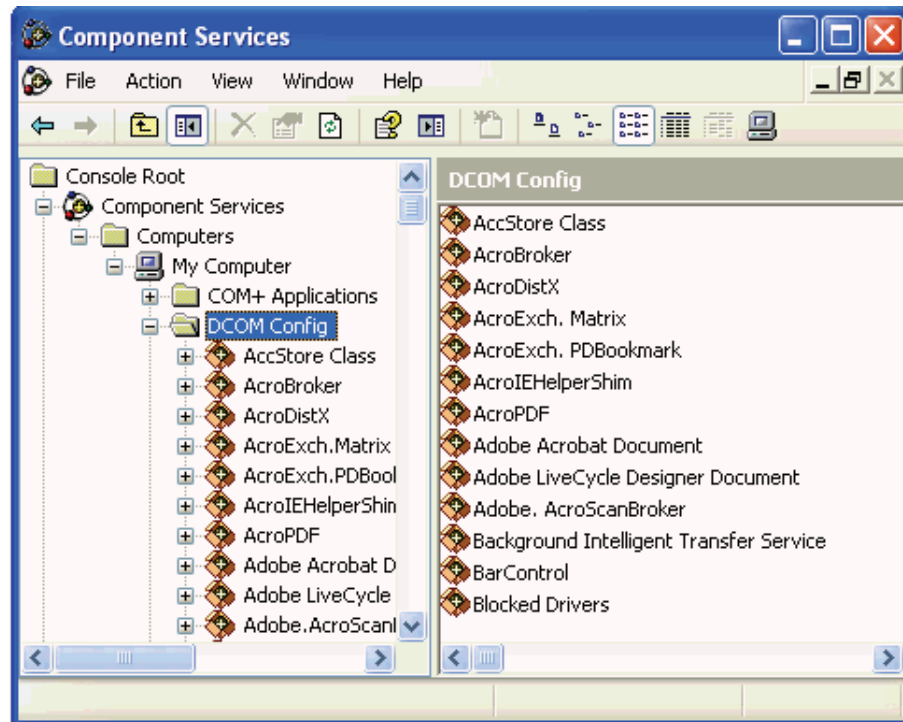 Component Services
File Action View Window Help
Console Root
Component Services
Computers
My Computer
COM+ Applications
DCOM Config
AccStore Class
AcroBroker
AcroDistX
AcroExch.Matrix
AcroExch.PDBool
AcroIEHelperShin
AcroPDF
Adobe Acrobat D
Adobe LiveCycle
Adobe.AcroScanI
DCOM Config
AccStore Class
AcroBroker
AcroDistX
AcroExch. Matrix
AcroExch. PDBookmark
AcroIEHelperShim
AcroPDF
Adobe Acrobat Document
Adobe LiveCycle Designer Document
Adobe. AcroScanBroker
Background Intelligent Transfer Service
BarControl
Blocked Drivers